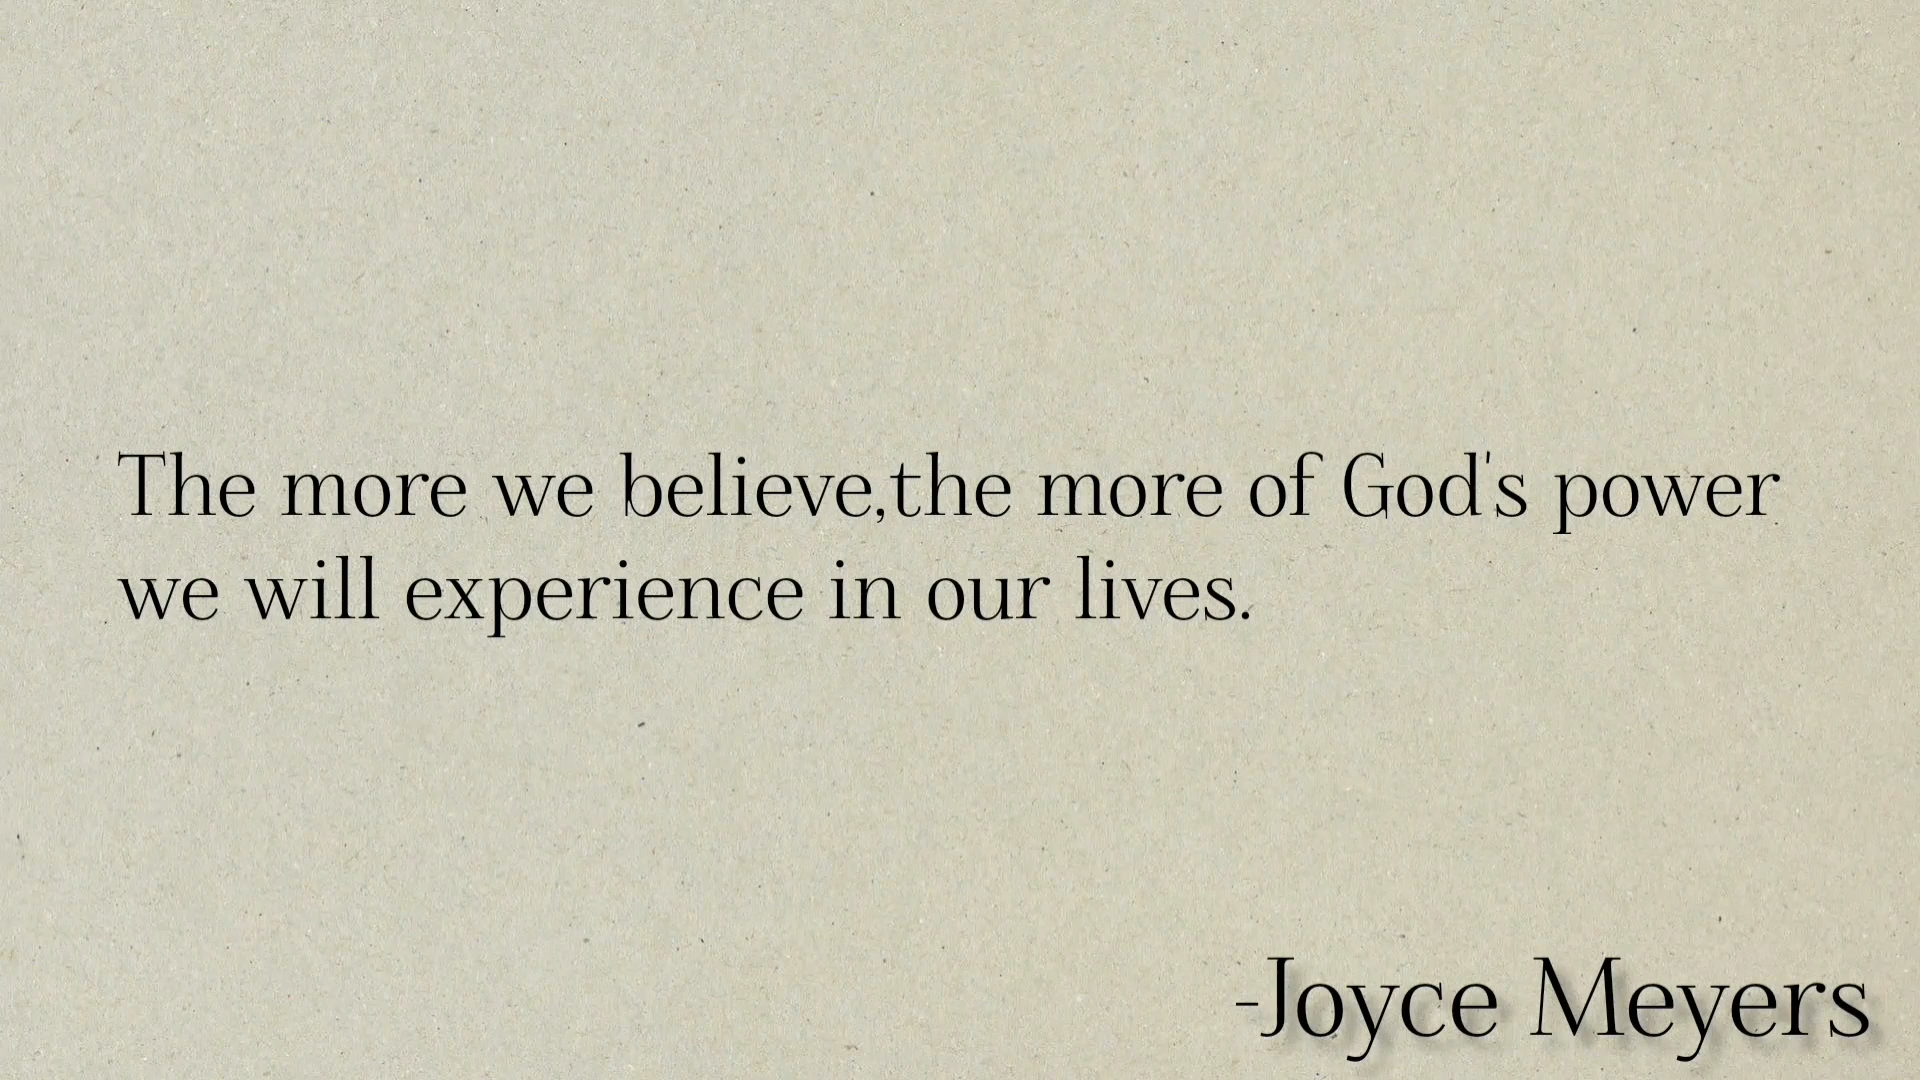 The more we believe,the more of God's power
we will experience in our lives.
-Joyce Meyers